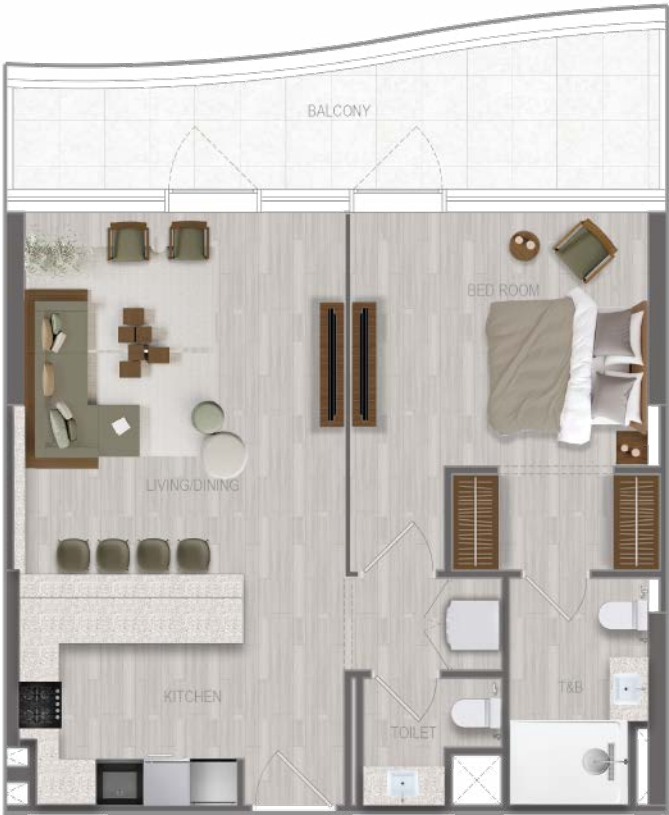 BALCONY
BED ROOM
LIVING/DINING
KITCHEN
T&B
TOILET